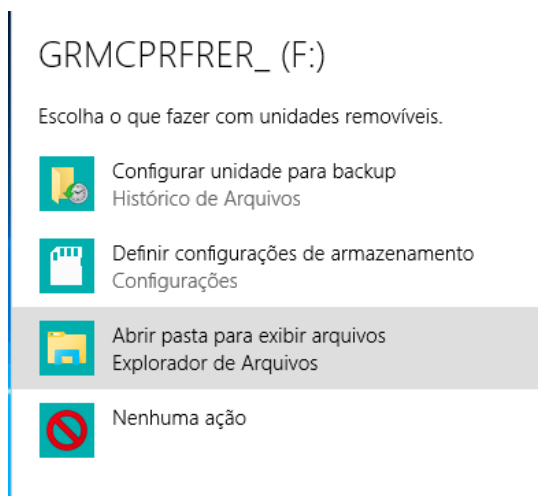 GRMCPRFRER_ (F:)
Escolha o que fazer com unidades removíveis.
Configurar unidade para backup
Histórico de Arquivos
Definir configurações de armazenamento
Configurações
Abrir pasta para exibir arquivos
Explorador de Arquivos
Nenhuma ação